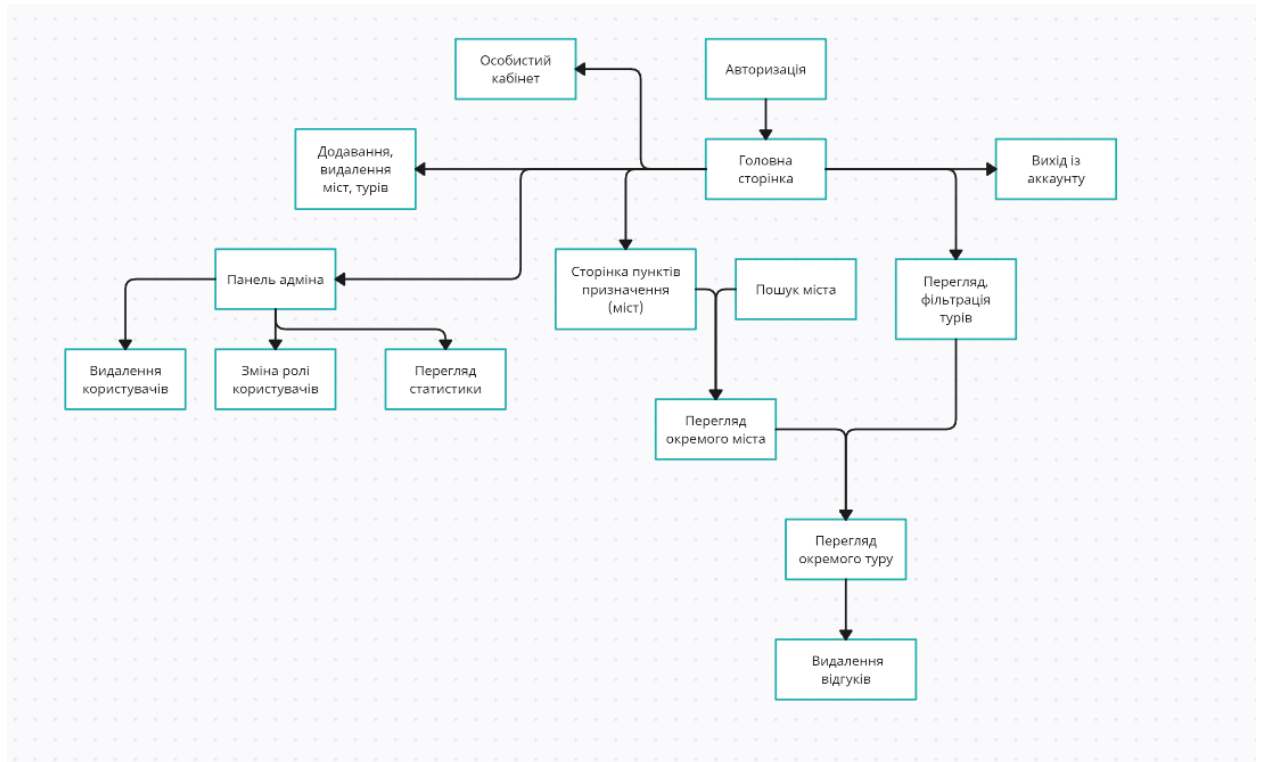 Особистий
кабінет
Авторизація
Додавання,
видалення
міст, турів
Головна
сторінка
Вихід із
аккаунту
Панель адміна
Сторінка пунктів
призначення
(міст)
Пошук міста
Перегляд,
фільтрація
турів
Видалення
користувачів
Зміна ролі
користувачів
Перегляд
статистики
Перегляд
окремого міста
Перегляд
окремого туру
Видалення
відгуків